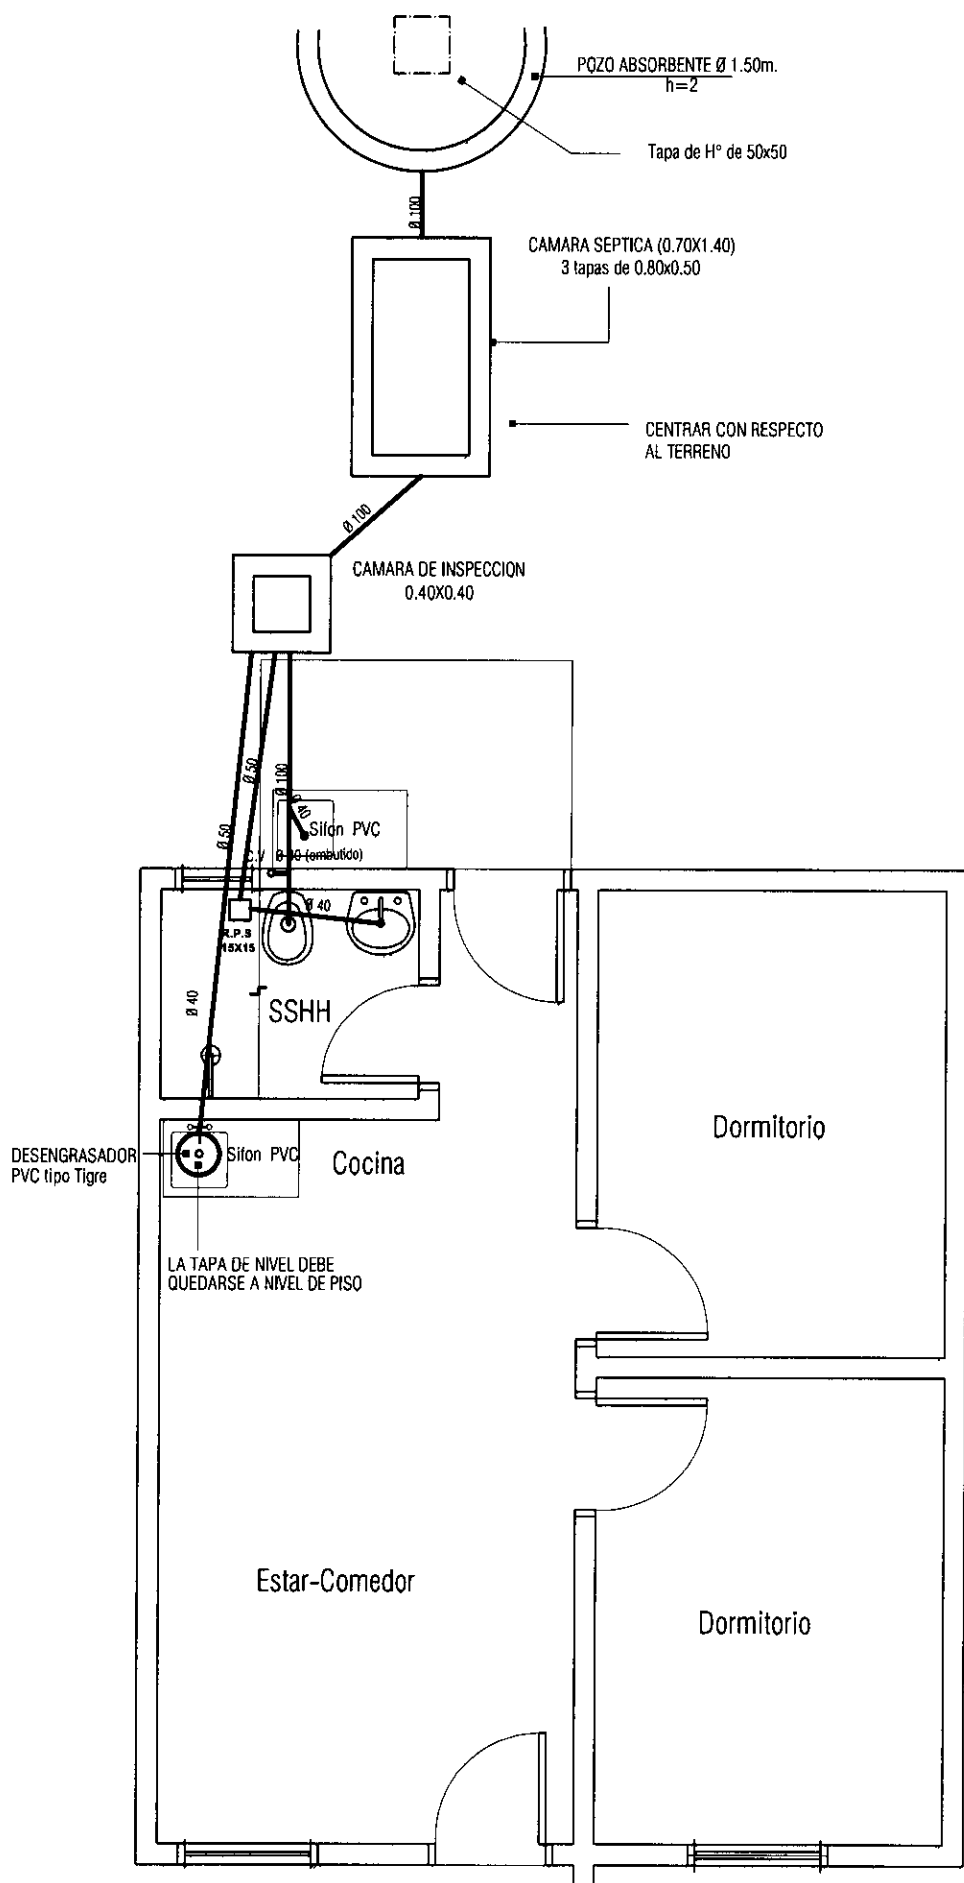 POZO ABSORBENTE Ø 1.50m.
h=2
Tapa de Hº de 50x50
Ø 100
CAMARA SEPTICA (0.70X1.40)
3 tapas de 0.80x0.50
CENTRAR CON RESPECTO
AL TERRENO
Ø 100
CAMARA DE INSPECCION
0.40X0.40
Ø 50
Ø 50
Ø 100
Ø 40
Sifon PVC
(embutido)
Ø 40
R.P.S
15X15
Ø 40
SSHH
DESENGRASADOR
PVC tipo Tigre
Sifon PVC
Cocina
Dormitorio
LA TAPA DE NIVEL DEBE
QUEDARSE A NIVEL DE PISO
Estar-Comedor
Dormitorio